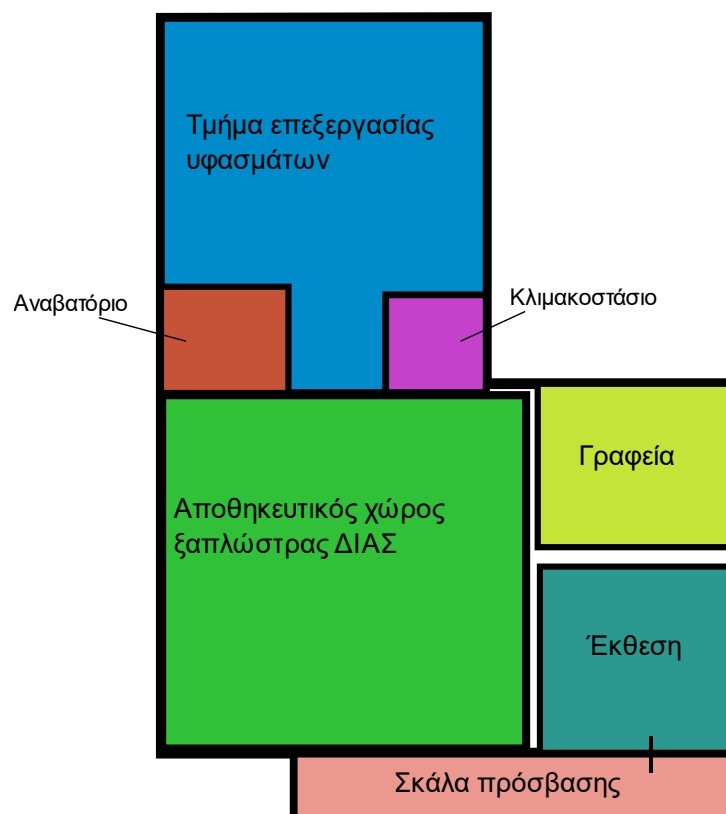 Τμήμα επεξεργασίας
υφασμάτων
Αναβατόριο
Κλιμακοστάσιο
Γραφεία
Αποθηκευτικός χώρος
ξαπλώστρας ΔΙΑΣ
Έκθεση
Σκάλα πρόσβασης